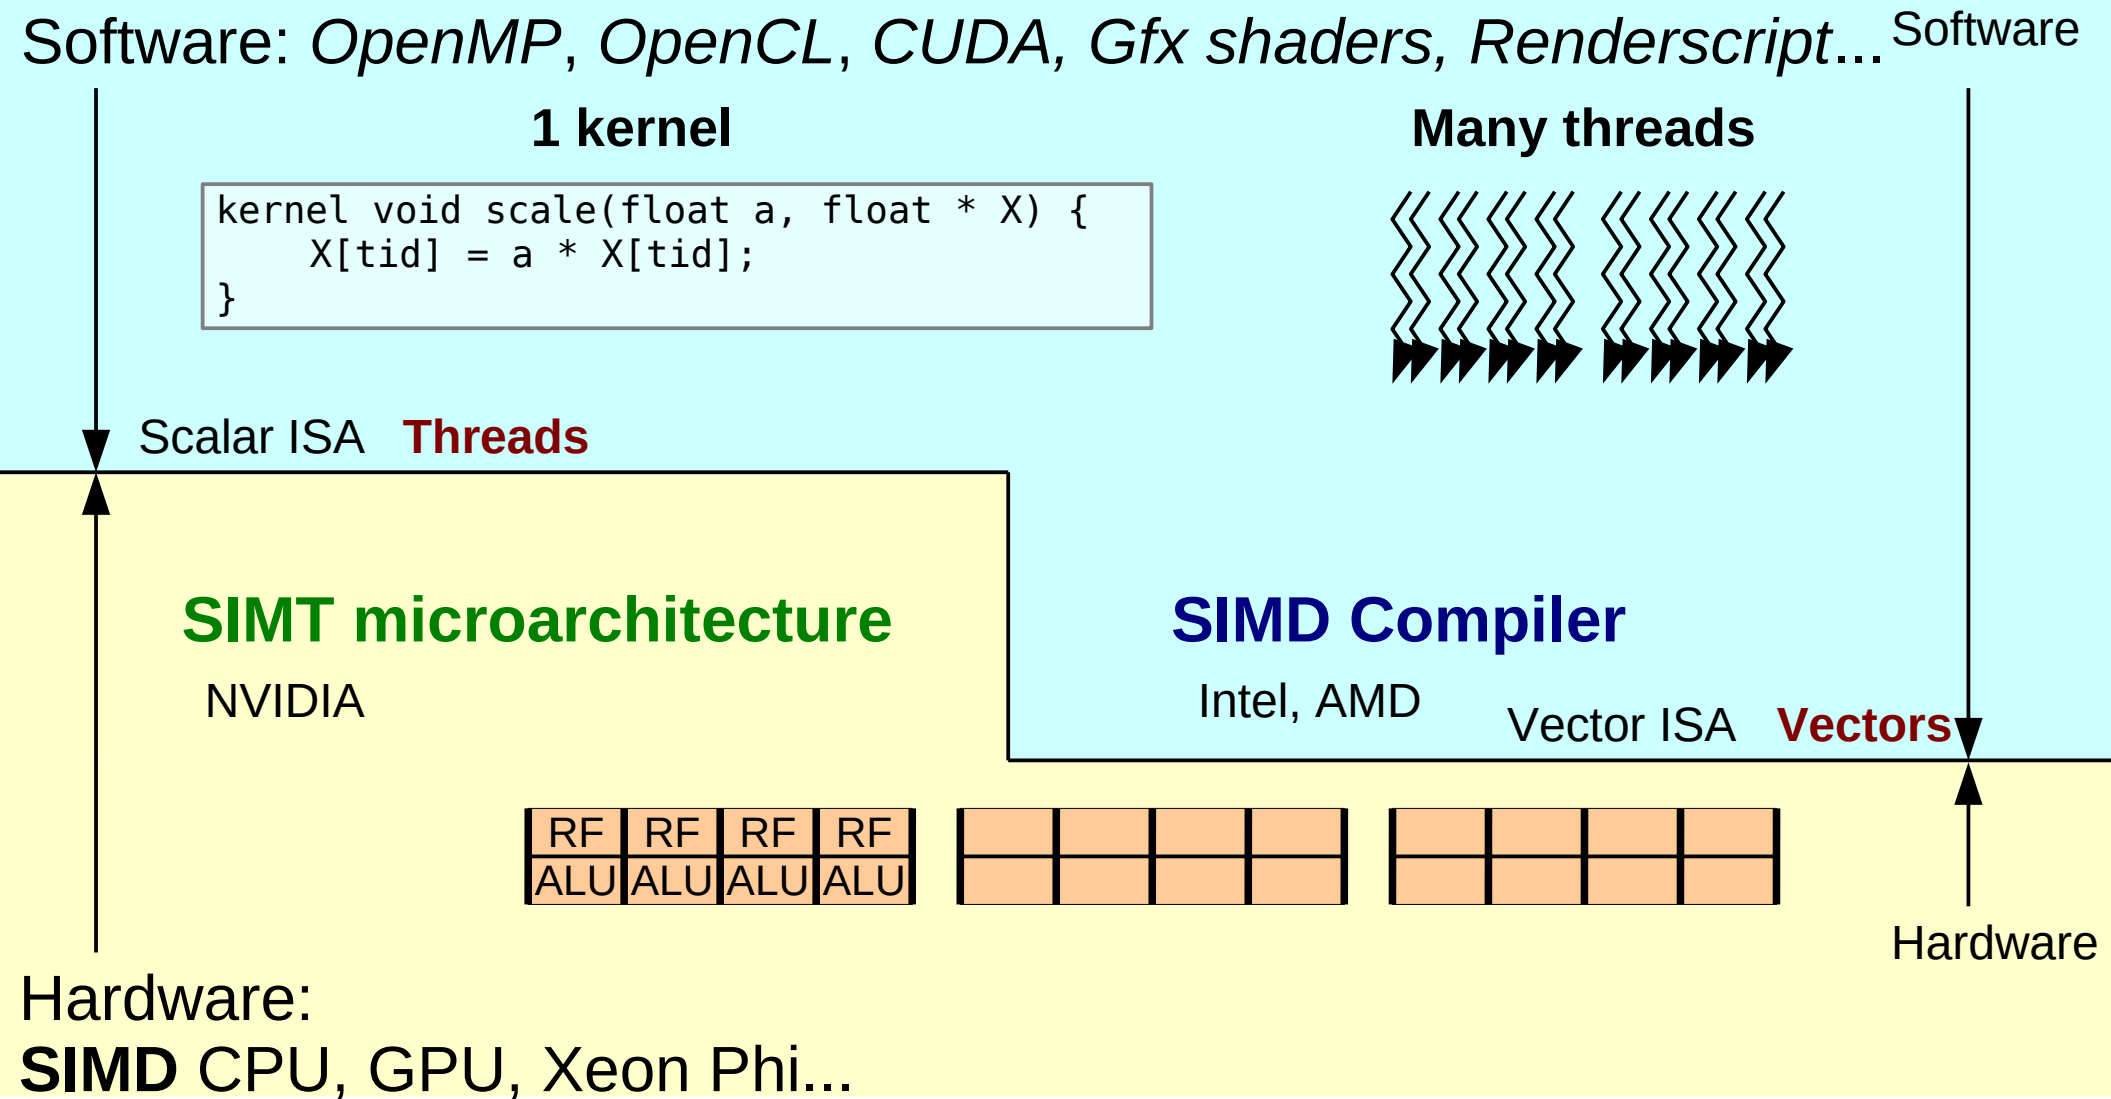 Software: OpenMP, OpenCL, CUDA, Gfx shaders, Renderscript...
Software
1 kernel
Many threads
kernel void scale(float a, float * X) {
    X[tid] = a * X[tid];
}
Scalar ISA Threads
SIMT microarchitecture
SIMD Compiler
NVIDIA
Intel, AMD
Vector ISA Vectors
RF RF RF RF
ALU ALU ALU ALU
Hardware
Hardware:
SIMD CPU, GPU, Xeon Phi...